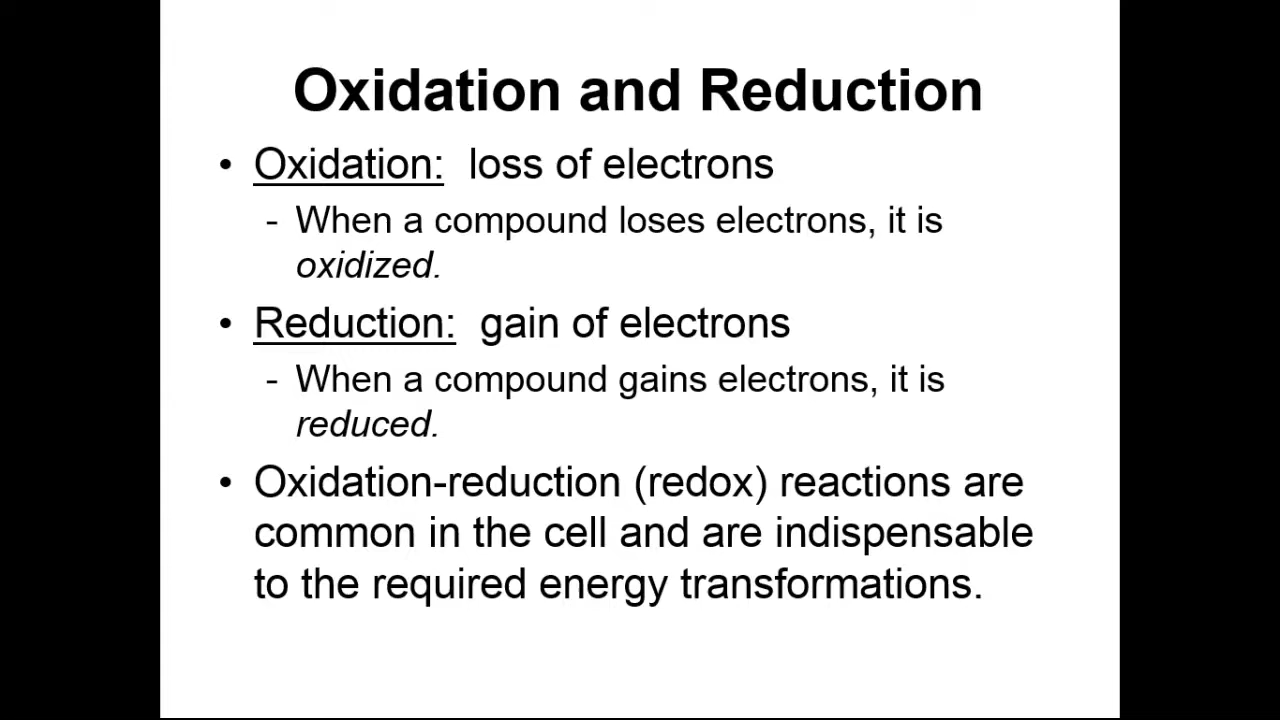 Oxidation and Reduction
• Oxidation: loss of electrons
- When a compound loses electrons, it is
oxidized.
• Reduction: gain of electrons
- When a compound gains electrons, it is
reduced.
• Oxidation-reduction (redox) reactions are
common in the cell and are indispensable
to the required energy transformations.